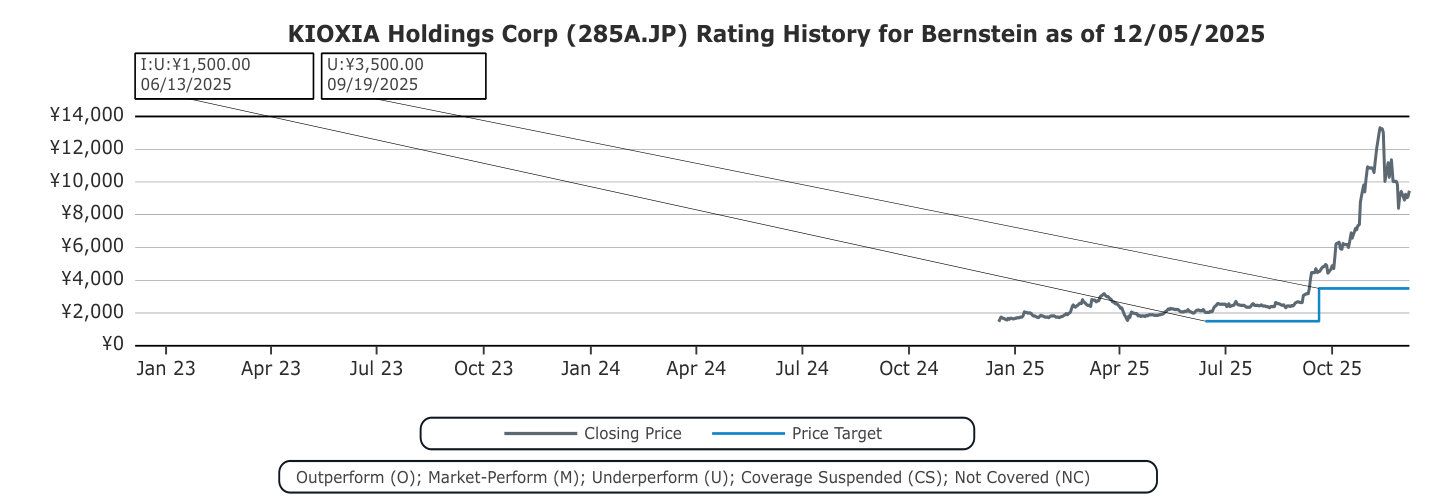 KIOXIA Holdings Corp (285A.JP) Rating History for Bernstein as of 12/05/2025
I:U:¥1,500.00
06/13/2025
U:¥3,500.00
09/19/2025
¥14,000
¥12,000
¥10,000
¥8,000
¥6,000
¥4,000
¥2,000
¥0
Jan 23 Apr 23 Jul 23 Oct 23 Jan 24 Apr 24 Jul 24 Oct 24 Jan 25 Apr 25 Jul 25 Oct 25
Closing Price Price Target
Outperform (O); Market-Perform (M); Underperform (U); Coverage Suspended (CS); Not Covered (NC)